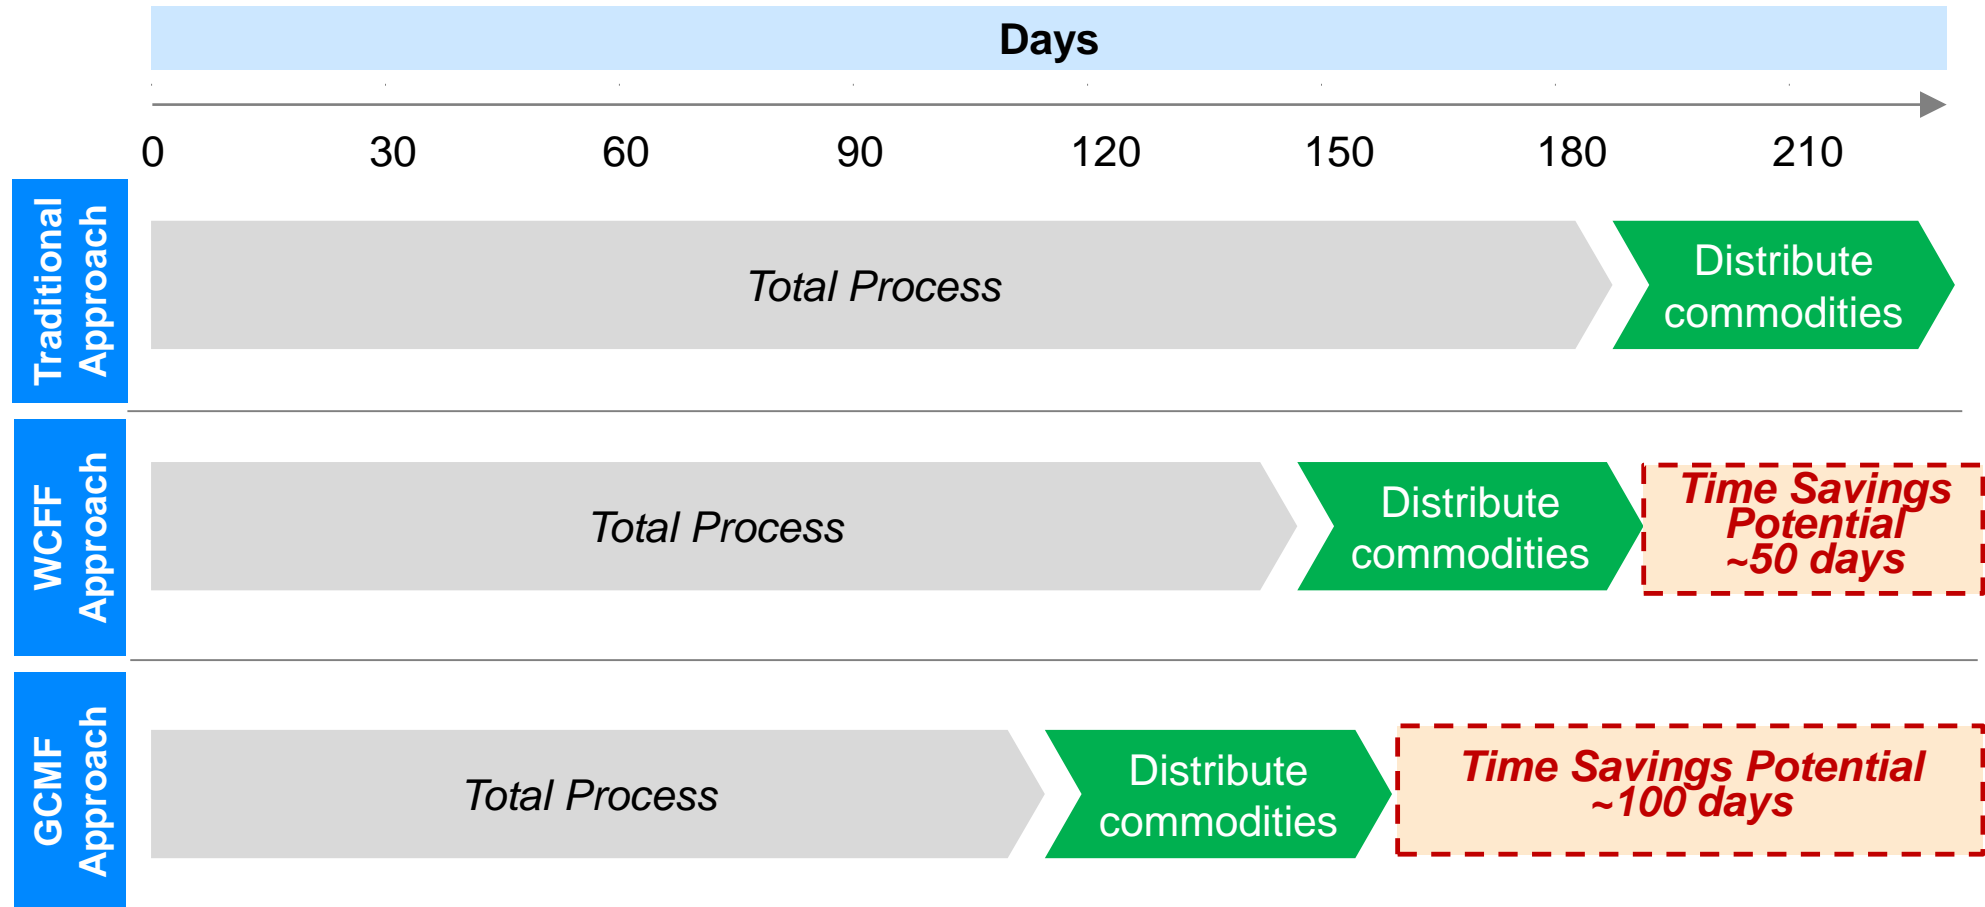 Days
0 30 60 90 120 150 180 210
Traditional
Approach
Total Process
Distribute
commodities
WCFF
Approach
Total Process
Distribute
commodities
Time Savings
Potential
~50 days
GCMF
Approach
Total Process
Distribute
commodities
Time Savings Potential
~100 days